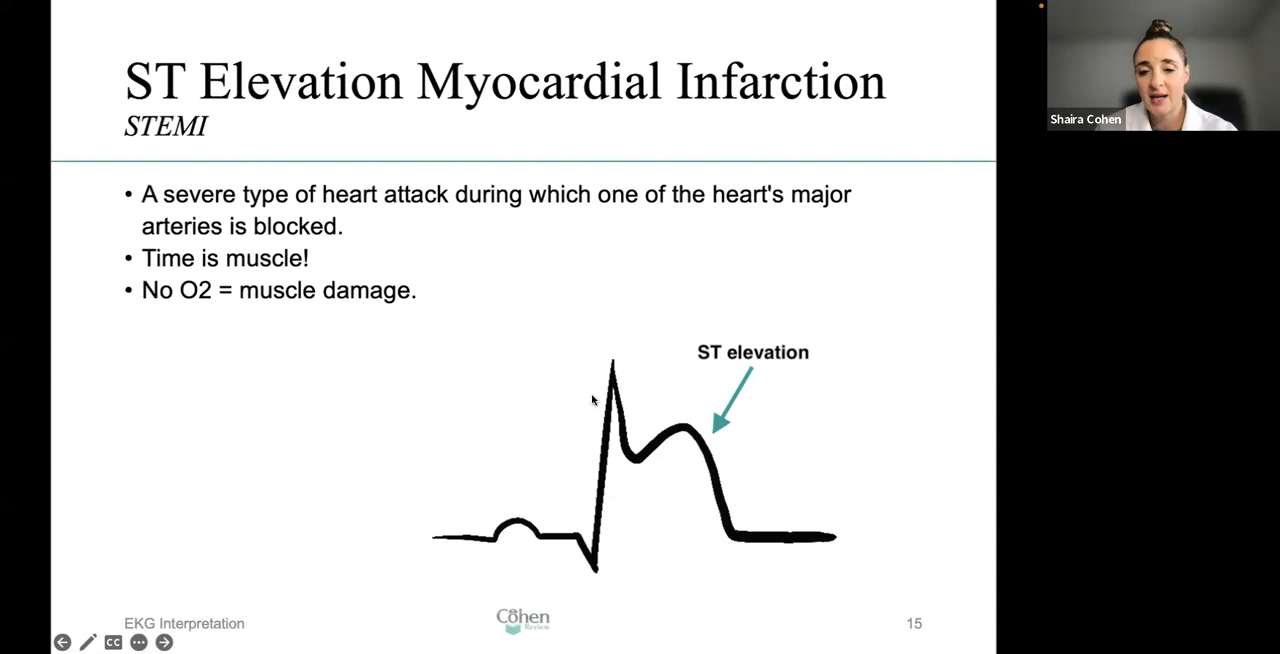 ST Elevation Myocardial Infarction
STEMI
Shaira Cohen
• A severe type of heart attack during which one of the heart's major
arteries is blocked.
• Time is muscle!
• No O2 = muscle damage.
ST elevation
EKG Interpretation
Cohen
Review
15
CC